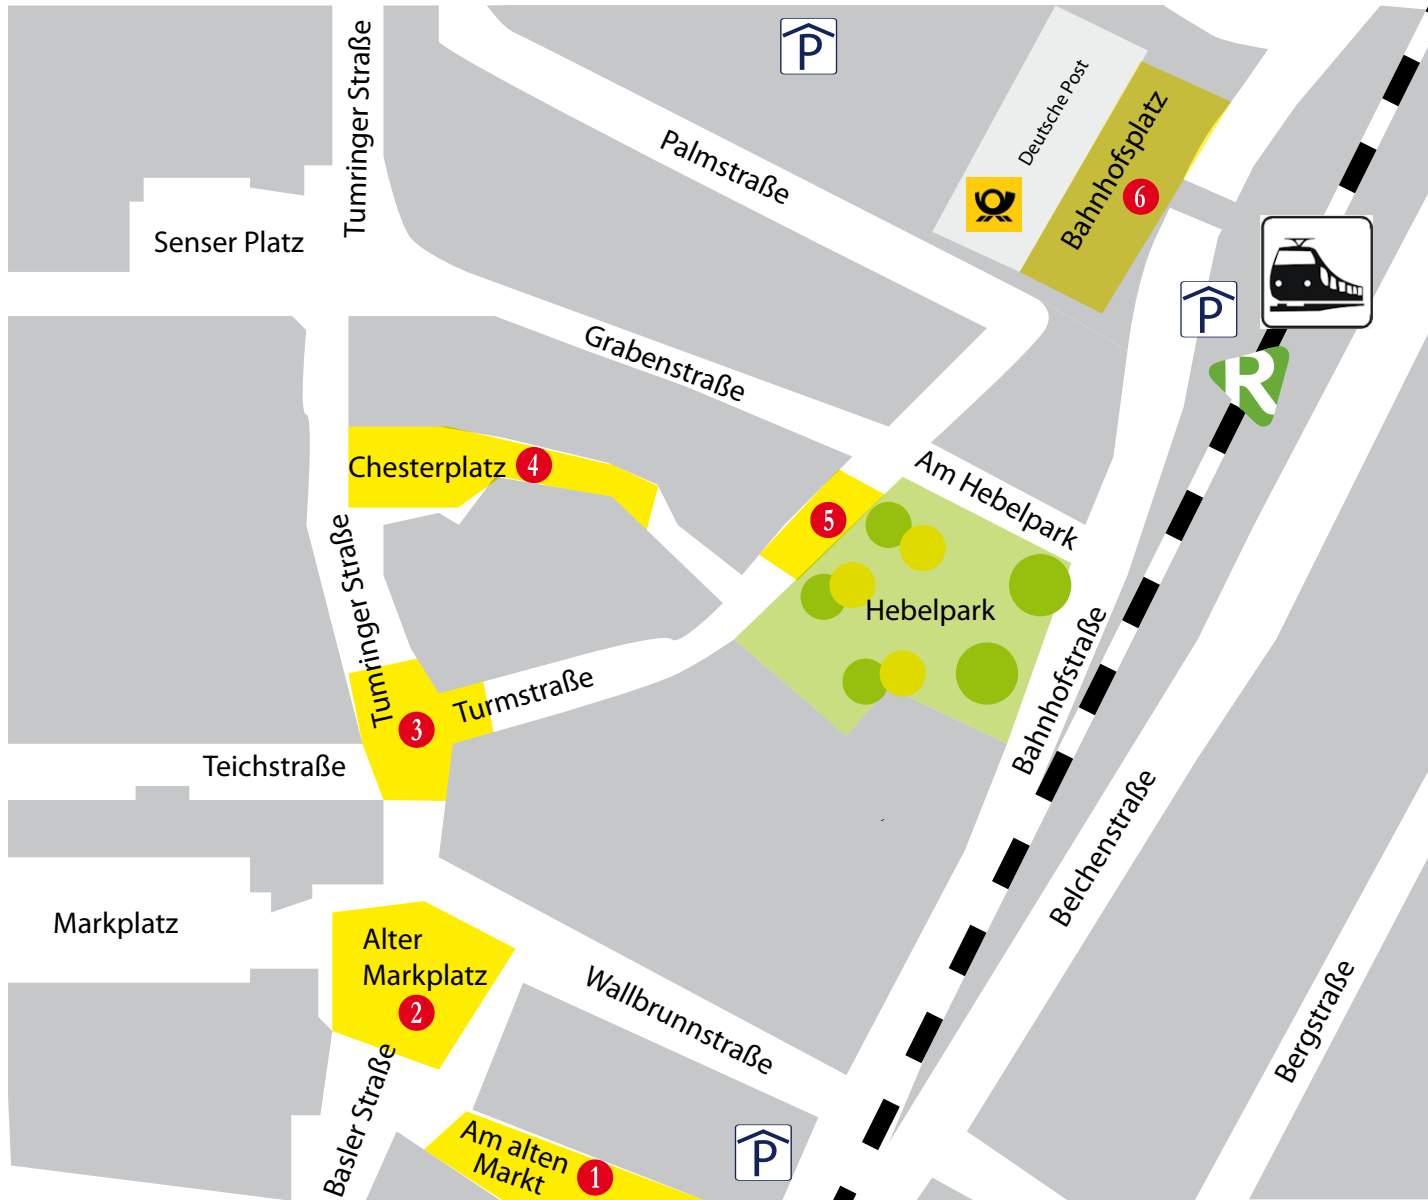 Tumringer Straße
P
Palmstraße
Deutsche Post
Bahnhofsplatz
6
Senser Platz
P
R
Grabenstraße
Chesterplatz 4
Am Hebelpark
5
Tumringer Straße
Hebelpark
Bahnhofstraße
Turmstraße
3
Teichstraße
Belchenstraße
Markplatz
Alter
Markplatz
2
Wallbrunnstraße
Bergstraße
Basler Straße
Am alten
Markt
1
P